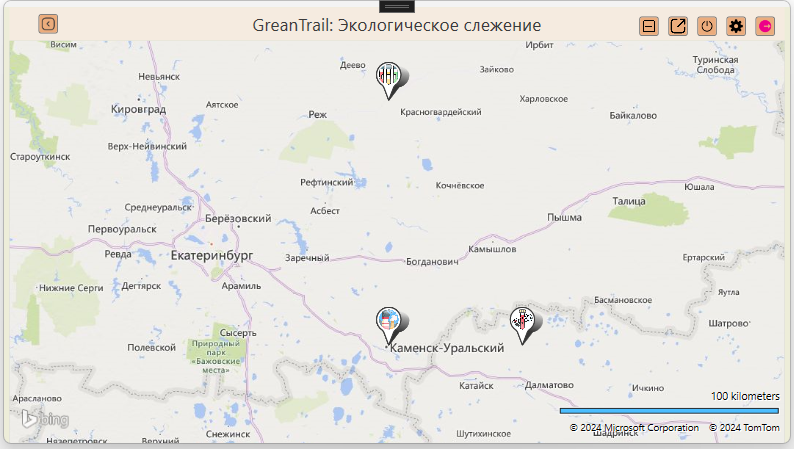 GreanTrail: Экологическое слежение
Висим
Деево
Ирбит
Невьянск
Зайково
Туринская
Слобода
Кировград
Аятское
Реж
Красногвардейский
Харловское
Байкалово
Верх-Нейвинский
Староуткинск
Рефтинский
Кочнёвское
Юшала
Среднеуральск
Берёзовский
Асбест
Талица
Пышма
Первоуральск
Ревда
Екатеринбург
Заречный
Богданович
Камышлов
Ертарский
Нижние Серги
Дегтярск
Арамиль
Яутла
Басмановское
Шатрово
Сысерть
Полевской
Природный
парк
«Бажовские
места»
Каменск-Уральский
Катайск
Далматово
Ичкино
Арасланово
100 kilometers
bing
© 2024 Microsoft Corporation © 2024 TomTom
Нязепетровск
Верхний
Снежинск
Шутихинское
Шадринск